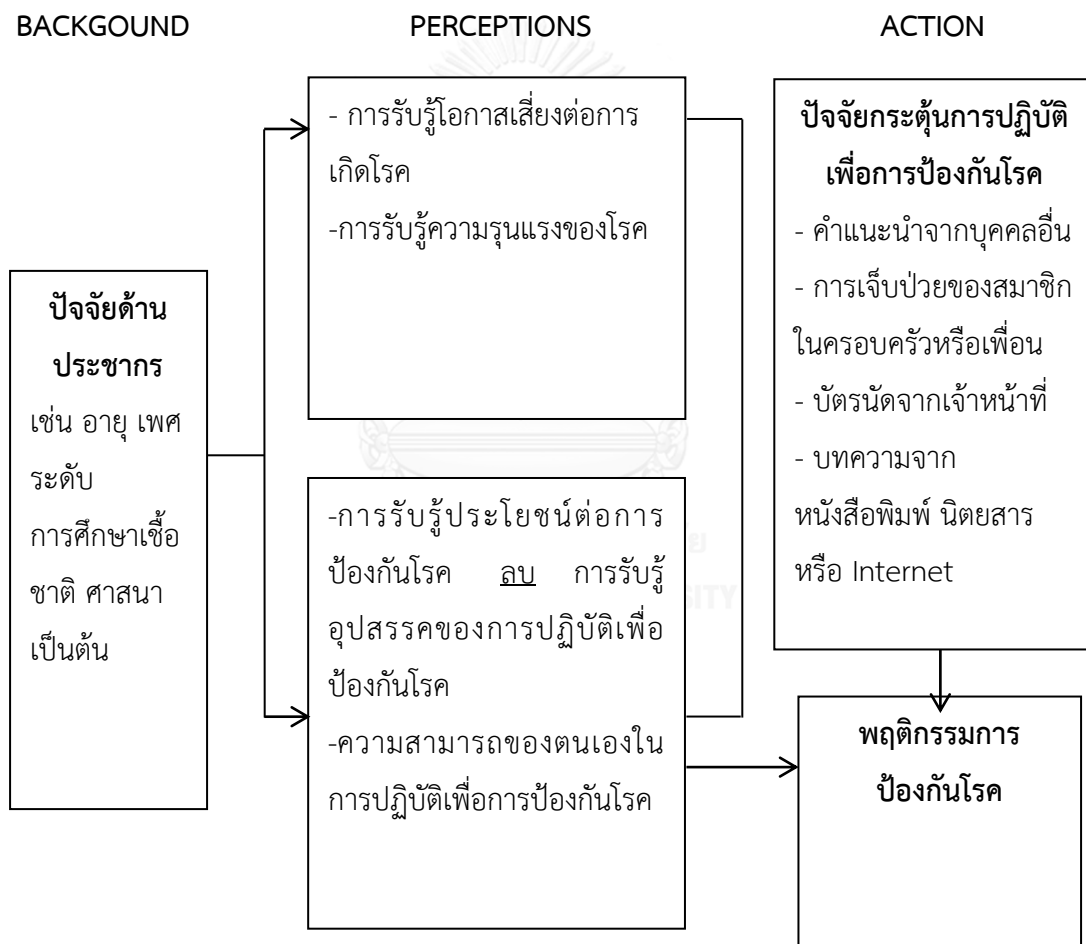 BACKGOUND
PERCEPTIONS
ACTION
ปัจจัยด้าน
ประชากร
เช่น อายุ เพศ
ระดับ
การศึกษาเชื้อ
ชาติ ศาสนา
เป็นต้น
- การรับรู้โอกาสเสี่ยงต่อการ
เกิดโรค
-การรับรู้ความรุนแรงของโรค
-การรับรู้ประโยชน์ต่อการ
ป้องกันโรค ลบ การรับรู้
อุปสรรคของการปฏิบัติเพื่อ
ป้องกันโรค
-ความสามารถของตนเองใน
การปฏิบัติเพื่อการป้องกันโรค
ปัจจัยกระตุ้นการปฏิบัติ
เพื่อการป้องกันโรค
- คำแนะนำจากบุคคลอื่น
- การเจ็บป่วยของสมาชิก
ในครอบครัวหรือเพื่อน
- บัตรนัดจากเจ้าหน้าที่
- บทความจาก
หนังสือพิมพ์ นิตยสาร
หรือ Internet
พฤติกรรมการ
ป้องกันโรค